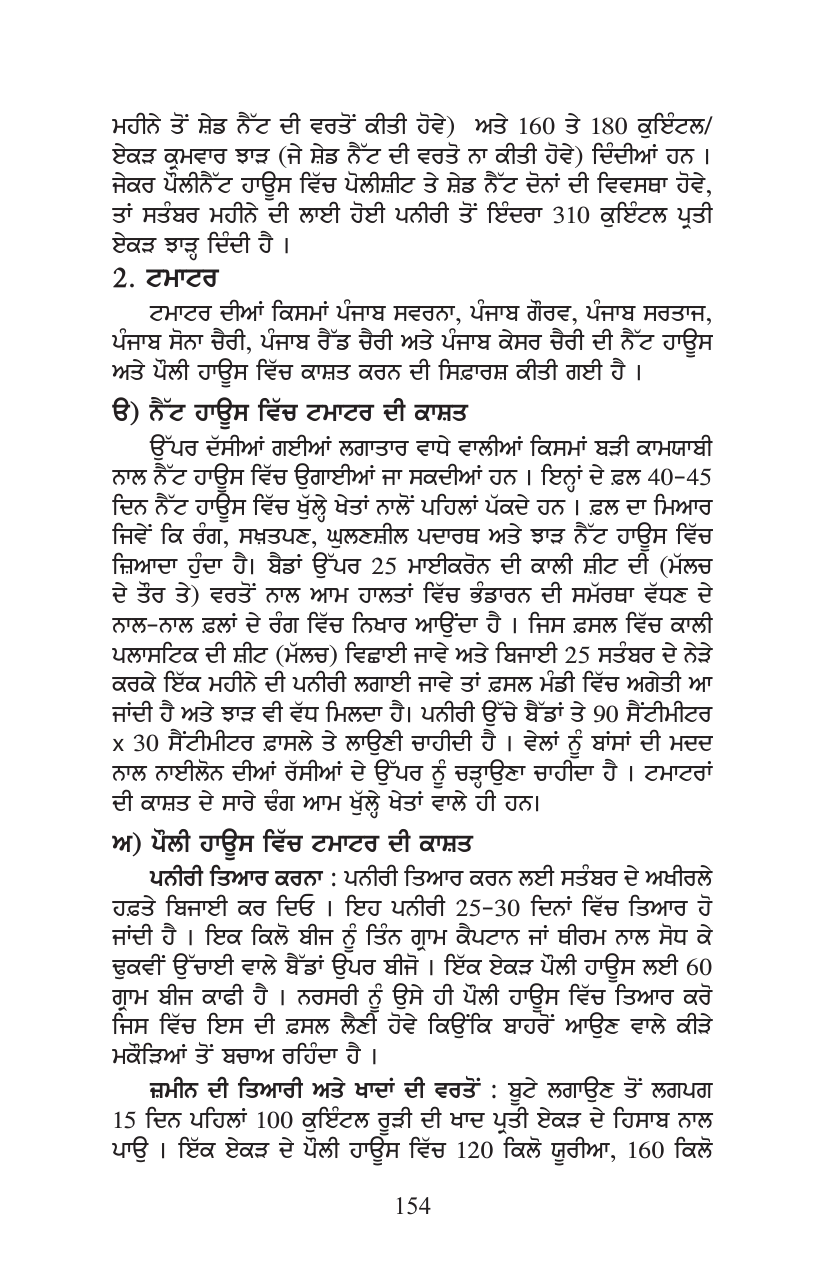 ਮਹੀਨੇ ਤੋਂ ਸ਼ੇਡ ਨੈੱਟ ਦੀ ਵਰਤੋਂ ਕੀਤੀ ਹੋਵੇ)  ਅਤੇ 160 ਤੇ 180 ਕੁਇੰਟਲ/
ਏਕੜ ਕ੍ਰਮਵਾਰ ਝਾੜ (ਜੇ ਸ਼ੇਡ ਨੈੱਟ ਦੀ ਵਰਤੋ ਨਾ ਕੀਤੀ ਹੋਵੇ) ਦਿੰਦੀਆਂ ਹਨ ।
ਜੇਕਰ ਪੌਲੀਨੈੱਟ ਹਾਊਸ ਵਿੱਚ ਪੋਲੀਸ਼ੀਟ ਤੇ ਸ਼ੇਡ ਨੈੱਟ ਦੋਨਾਂ ਦੀ ਵਿਵਸਥਾ ਹੋਵੇ,
ਤਾਂ ਸਤੰਬਰ ਮਹੀਨੇ ਦੀ ਲਾਈ ਹੋਈ ਪਨੀਰੀ ਤੋਂ ਇੰਦਰਾ 310 ਕੁਇੰਟਲ ਪ੍ਰਤੀ
ਏਕੜ ਝਾੜ੍ਹ ਦਿੰਦੀ ਹੈ ।
2. ਟਮਾਟਰ
ਟਮਾਟਰ ਦੀਆਂ ਕਿਸਮਾਂ ਪੰਜਾਬ ਸਵਰਨਾ, ਪੰਜਾਬ ਗੌਰਵ, ਪੰਜਾਬ ਸਰਤਾਜ,
ਪੰਜਾਬ ਸੋਨਾ ਚੈਰੀ, ਪੰਜਾਬ ਰੈੱਡ ਚੈਰੀ ਅਤੇ ਪੰਜਾਬ ਕੇਸਰ ਚੈਰੀ ਦੀ ਨੈੱਟ ਹਾਊਸ
ਅਤੇ ਪੌਲੀ ਹਾਊਸ ਵਿੱਚ ਕਾਸ਼ਤ ਕਰਨ ਦੀ ਸਿਫ਼ਾਰਸ਼ ਕੀਤੀ ਗਈ ਹੈ ।
ੳ) ਨੈੱਟ ਹਾਊਸ ਵਿੱਚ ਟਮਾਟਰ ਦੀ ਕਾਸ਼ਤ
ਉੱਪਰ ਦੱਸੀਆਂ ਗਈਆਂ ਲਗਾਤਾਰ ਵਾਧੇ ਵਾਲੀਆਂ ਕਿਸਮਾਂ ਬੜੀ ਕਾਮਯਾਬੀ
ਨਾਲ ਨੈੱਟ ਹਾਊਸ ਵਿੱਚ ਉਗਾਈਆਂ ਜਾ ਸਕਦੀਆਂ ਹਨ । ਇਨ੍ਹਾਂ ਦੇ ਫ਼ਲ 40-45
ਦਿਨ ਨੈੱਟ ਹਾਊਸ ਵਿੱਚ ਖੁੱਲ੍ਹੇ ਖੇਤਾਂ ਨਾਲੋਂ ਪਹਿਲਾਂ ਪੱਕਦੇ ਹਨ । ਫ਼ਲ ਦਾ ਮਿਆਰ
ਜਿਵੇਂ ਕਿ ਰੰਗ, ਸਖ਼ਤਪਣ, ਘੁਲਣਸ਼ੀਲ ਪਦਾਰਥ ਅਤੇ ਝਾੜ ਨੈੱਟ ਹਾਊਸ ਵਿੱਚ
ਜ਼ਿਆਦਾ ਹੁੰਦਾ ਹੈ। ਬੈਡਾਂ ਉੱਪਰ 25 ਮਾਈਕਰੋਨ ਦੀ ਕਾਲੀ ਸ਼ੀਟ ਦੀ (ਮੱਲਚ
ਦੇ ਤੌਰ ਤੇ) ਵਰਤੋਂ ਨਾਲ ਆਮ ਹਾਲਤਾਂ ਵਿੱਚ ਭੰਡਾਰਨ ਦੀ ਸਮੱਰਥਾ ਵੱਧਣ ਦੇ
ਨਾਲ-ਨਾਲ ਫ਼ਲਾਂ ਦੇ ਰੰਗ ਵਿੱਚ ਨਿਖਾਰ ਆਉਂਦਾ ਹੈ । ਜਿਸ ਫ਼ਸਲ ਵਿੱਚ ਕਾਲੀ
ਪਲਾਸਟਿਕ ਦੀ ਸ਼ੀਟ (ਮੱਲਚ) ਵਿਛਾਈ ਜਾਵੇ ਅਤੇ ਬਿਜਾਈ 25 ਸਤੰਬਰ ਦੇ ਨੇੜੇ
ਕਰਕੇ ਇੱਕ ਮਹੀਨੇ ਦੀ ਪਨੀਰੀ ਲਗਾਈ ਜਾਵੇ ਤਾਂ ਫ਼ਸਲ ਮੰਡੀ ਵਿੱਚ ਅਗੇਤੀ ਆ
ਜਾਂਦੀ ਹੈ ਅਤੇ ਝਾੜ ਵੀ ਵੱਧ ਮਿਲਦਾ ਹੈ। ਪਨੀਰੀ ਉੱਚੇ ਬੈੱਡਾਂ ਤੇ 90 ਸੈਂਟੀਮੀਟਰ
x 30 ਸੈਂਟੀਮੀਟਰ ਫ਼ਾਸਲੇ ਤੇ ਲਾਉਣੀ ਚਾਹੀਦੀ ਹੈ । ਵੇਲਾਂ ਨੂੰ ਬਾਂਸਾਂ ਦੀ ਮਦਦ
ਨਾਲ ਨਾਈਲੋਨ ਦੀਆਂ ਰੱਸੀਆਂ ਦੇ ਉੱਪਰ ਨੂੰ ਚੜ੍ਹਾਉਣਾ ਚਾਹੀਦਾ ਹੈ । ਟਮਾਟਰਾਂ
ਦੀ ਕਾਸ਼ਤ ਦੇ ਸਾਰੇ ਢੰਗ ਆਮ ਖੁੱਲ੍ਹੇ ਖੇਤਾਂ ਵਾਲੇ ਹੀ ਹਨ।
ਅ) ਪੌਲੀ ਹਾਊਸ ਵਿੱਚ ਟਮਾਟਰ ਦੀ ਕਾਸ਼ਤ
ਪਨੀਰੀ ਤਿਆਰ ਕਰਨਾ : ਪਨੀਰੀ ਤਿਆਰ ਕਰਨ ਲਈ ਸਤੰਬਰ ਦੇ ਅਖੀਰਲੇ
ਹਫ਼ਤੇ ਬਿਜਾਈ ਕਰ ਦਿਓ । ਇਹ ਪਨੀਰੀ 25-30 ਦਿਨਾਂ ਵਿੱਚ ਤਿਆਰ ਹੋ
ਜਾਂਦੀ ਹੈ । ਇਕ ਕਿਲੋ ਬੀਜ ਨੂੰ ਤਿੰਨ ਗ੍ਰਾਮ ਕੈਪਟਾਨ ਜਾਂ ਥੀਰਮ ਨਾਲ ਸੋਧ ਕੇ
ਢੁਕਵੀਂ ਉੱਚਾਈ ਵਾਲੇ ਬੈੱਡਾਂ ਉਪਰ ਬੀਜੋ । ਇੱਕ ਏਕੜ ਪੌਲੀ ਹਾਊਸ ਲਈ 60
ਗ੍ਰਾਮ ਬੀਜ ਕਾਫੀ ਹੈ । ਨਰਸਰੀ ਨੂੰ ਉਸੇ ਹੀ ਪੌਲੀ ਹਾਊਸ ਵਿੱਚ ਤਿਆਰ ਕਰੋ
ਜਿਸ ਵਿੱਚ ਇਸ ਦੀ ਫ਼ਸਲ ਲੈਣੀ ਹੋਵੇ ਕਿਉਂਕਿ ਬਾਹਰੋਂ ਆਉਣ ਵਾਲੇ ਕੀੜੇ
ਮਕੌੜਿਆਂ ਤੋਂ ਬਚਾਅ ਰਹਿੰਦਾ ਹੈ ।
ਜ਼ਮੀਨ ਦੀ ਤਿਆਰੀ ਅਤੇ ਖਾਦਾਂ ਦੀ ਵਰਤੋਂ : ਬੂਟੇ ਲਗਾਉਣ ਤੋਂ ਲਗਪਗ
15 ਦਿਨ ਪਹਿਲਾਂ 100 ਕੁਇੰਟਲ ਰੂੜੀ ਦੀ ਖਾਦ ਪ੍ਰਤੀ ਏਕੜ ਦੇ ਹਿਸਾਬ ਨਾਲ
ਪਾਉ । ਇੱਕ ਏਕੜ ਦੇ ਪੌਲੀ ਹਾਊਸ ਵਿੱਚ 120 ਕਿਲੋ ਯੂਰੀਆ, 160 ਕਿਲੋ
154